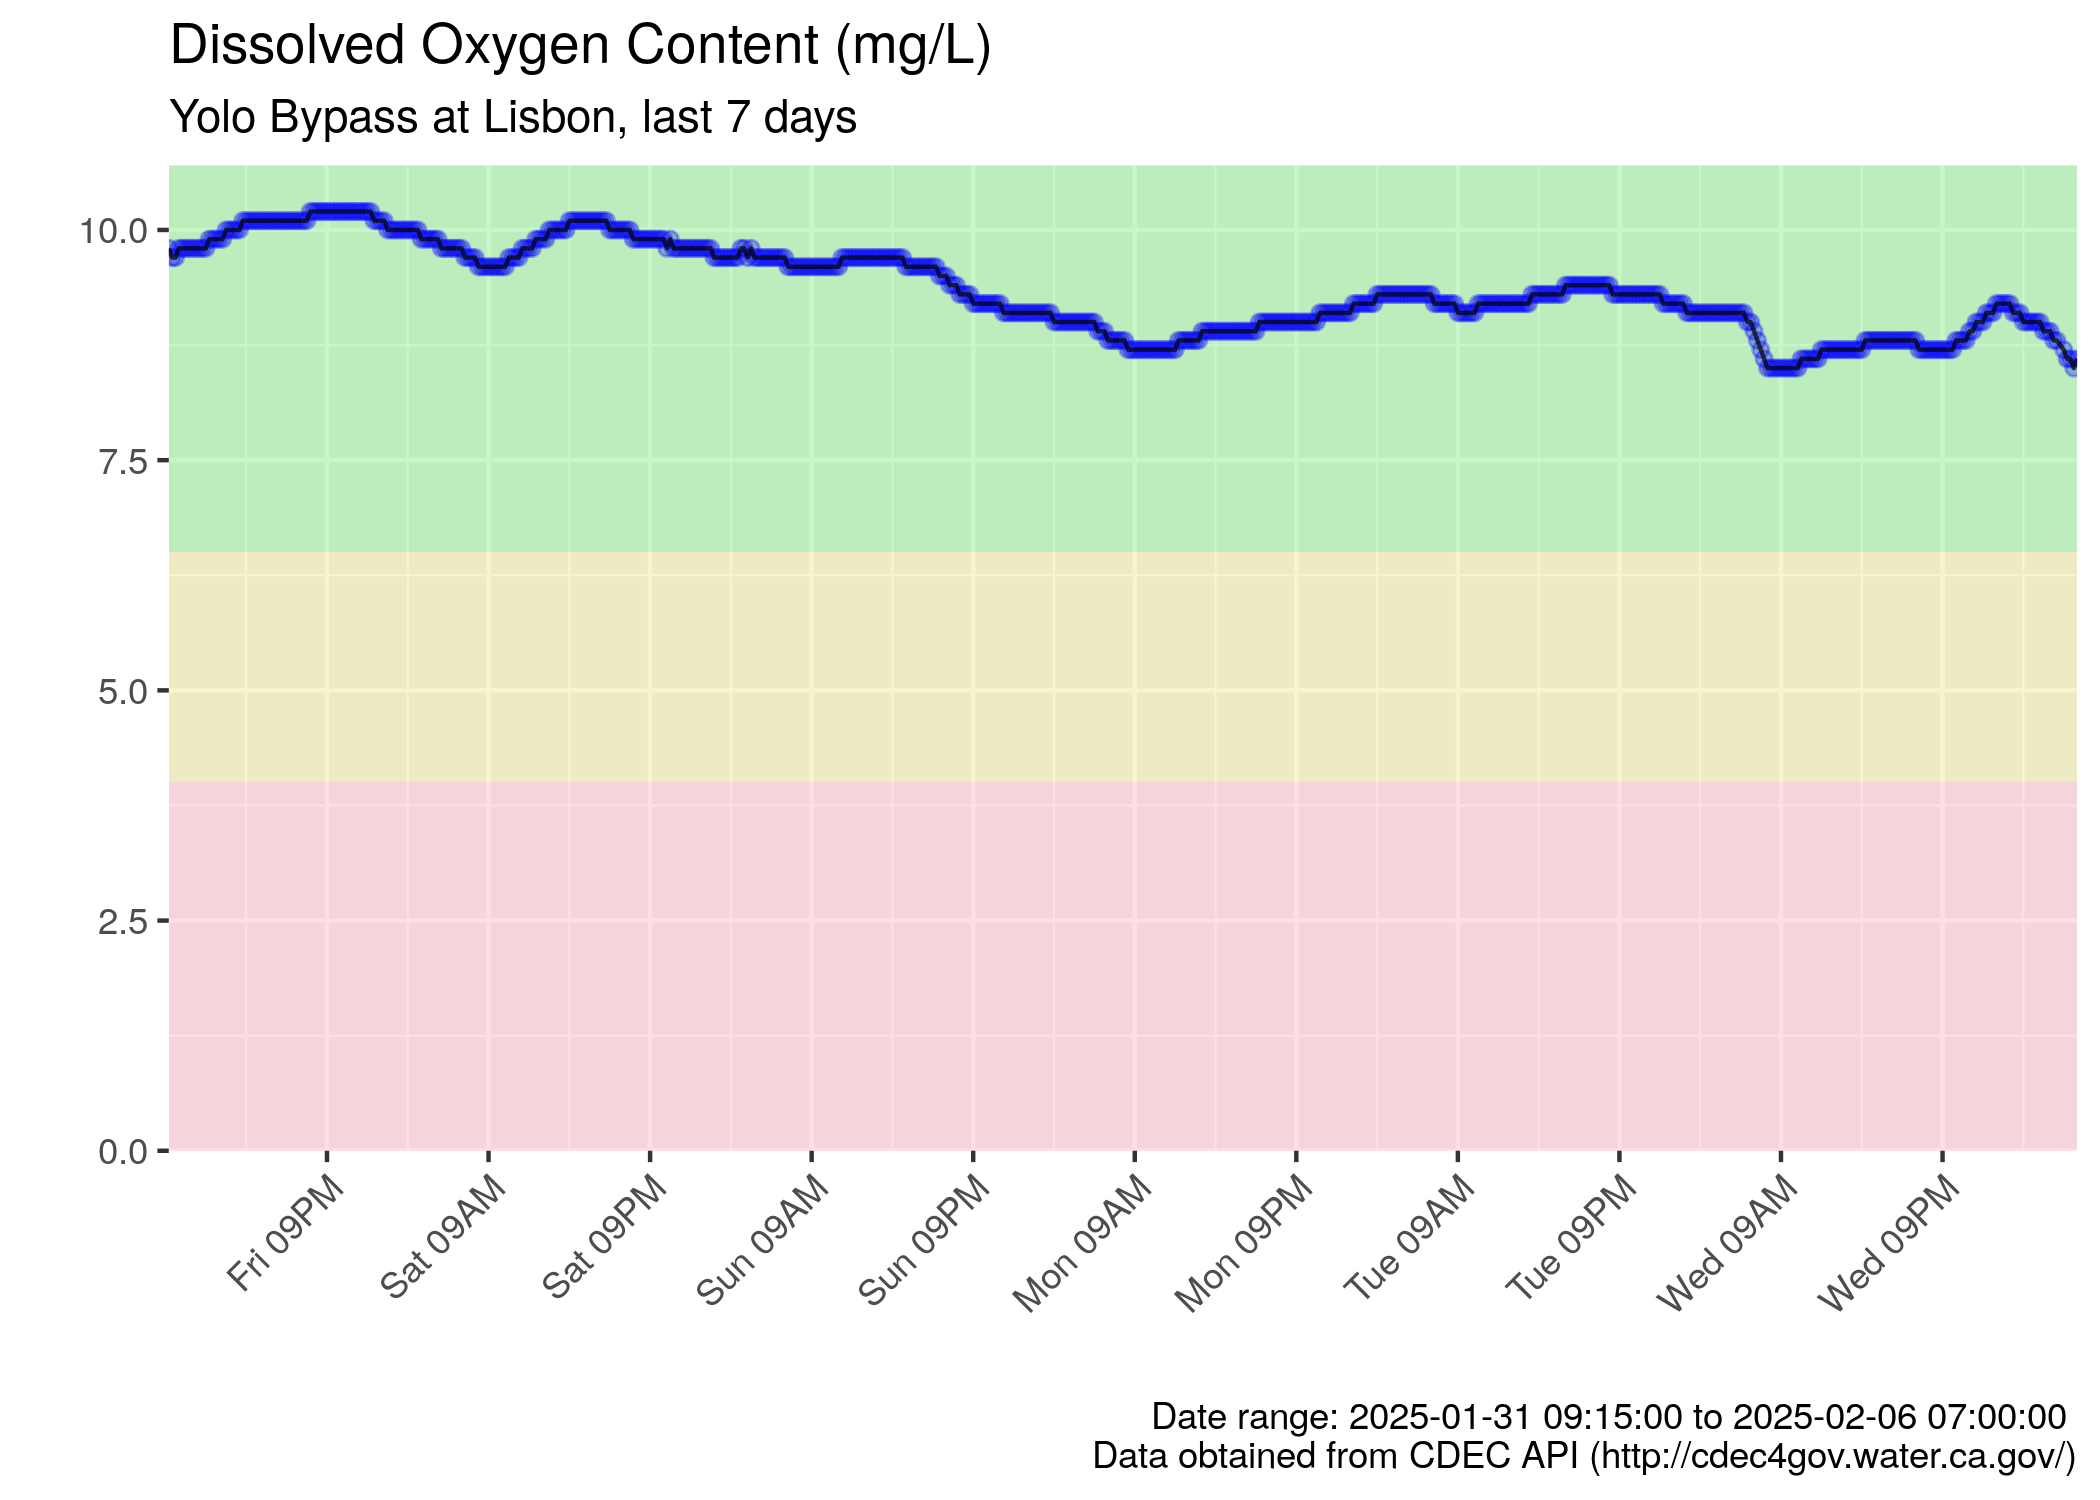 Dissolved Oxygen Content (mg/L)
Yolo Bypass at Lisbon, last 7 days
10.0
7.5
5.0
2.5
0.0
Fri 09PM
Sat 09AM
Sat 09PM
Sun 09AM
Sun 09PM
Mon 09AM
Mon 09PM
Tue 09AM
Tue 09PM
Wed 09AM
Wed 09PM
Date range: 2025-01-31 09:15:00 to 2025-02-06 07:00:00
Data obtained from CDEC API (http://cdec4gov.water.ca.gov/)